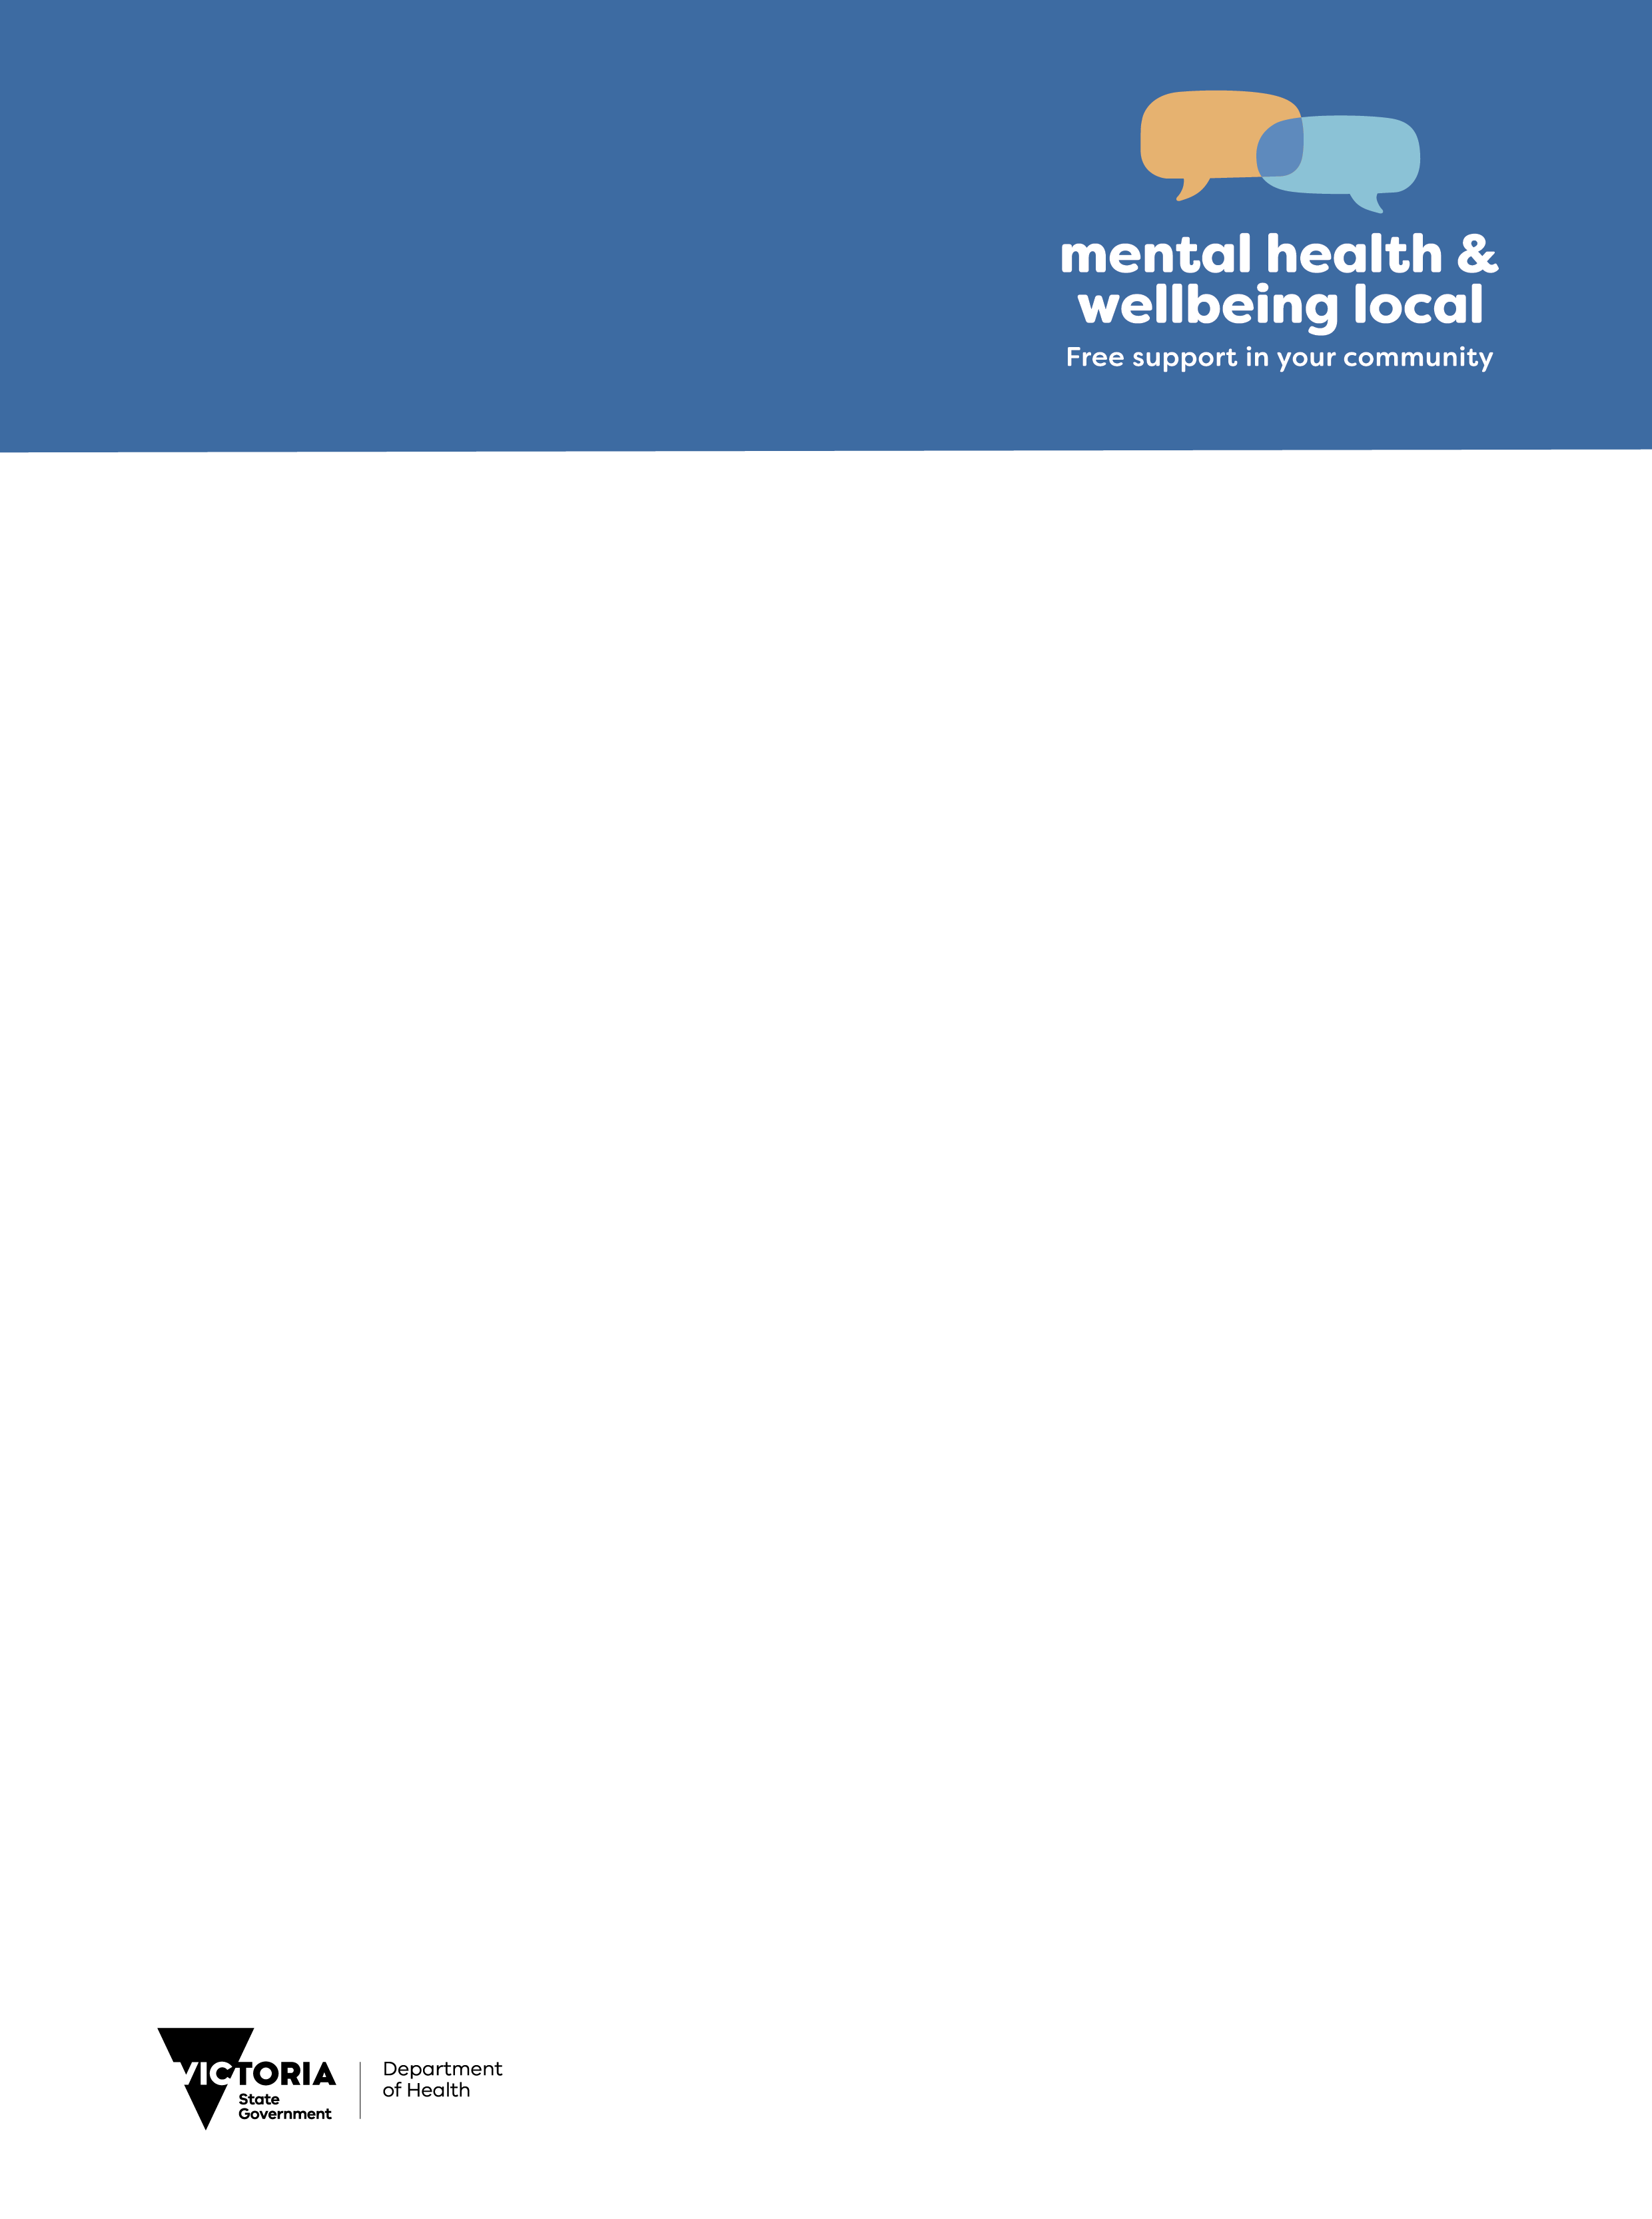 mental health &
wellbeing local
Free support in your community
VICTORIA
State
Government
Department
of Health